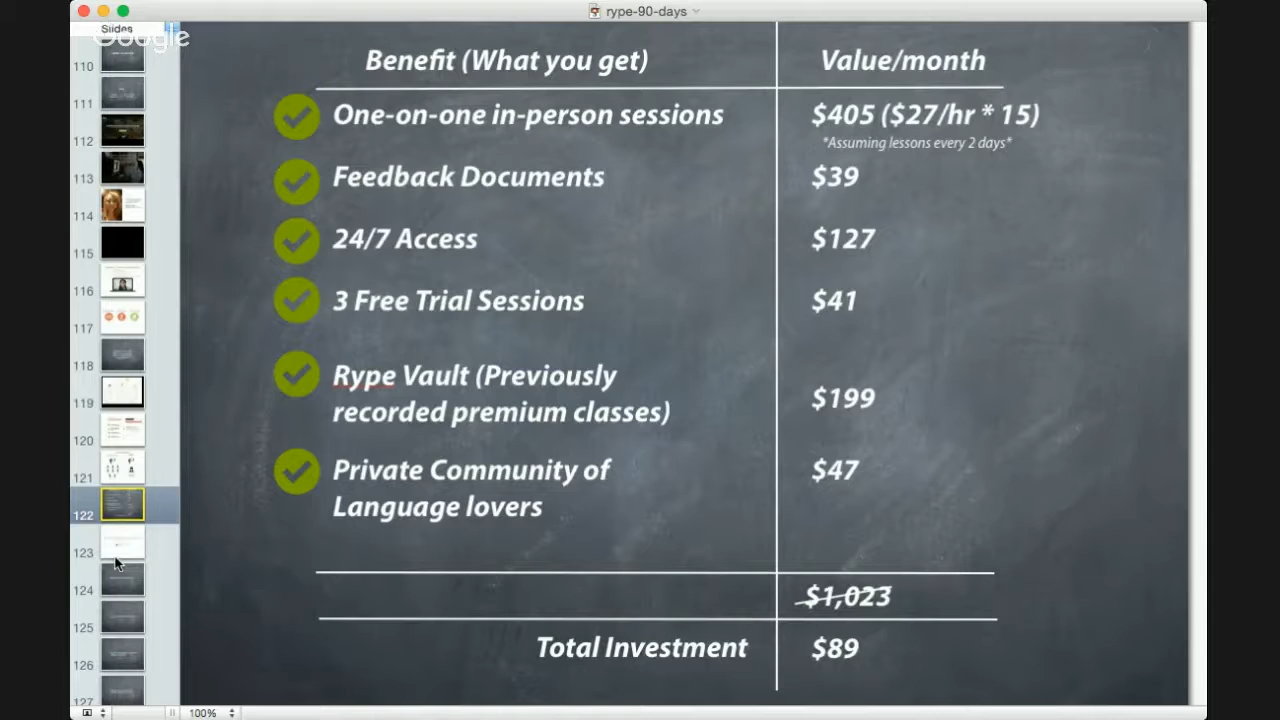 rype-90-days
Slides
Google
Benefit (What you get)
Value/month
One-on-one in-person sessions
$405 ($27/hr * 15)
*Assuming lessons every 2 days*
Feedback Documents
$39
24/7 Access
$127
3 Free Trial Sessions
$41
Rype Vault (Previously
recorded premium classes)
$199
Private Community of
Language lovers
$47
$1,023
Total Investment
$89
110
111
112
113
114
115
116
117
118
119
120
121
122
123
124
125
126
127
100%